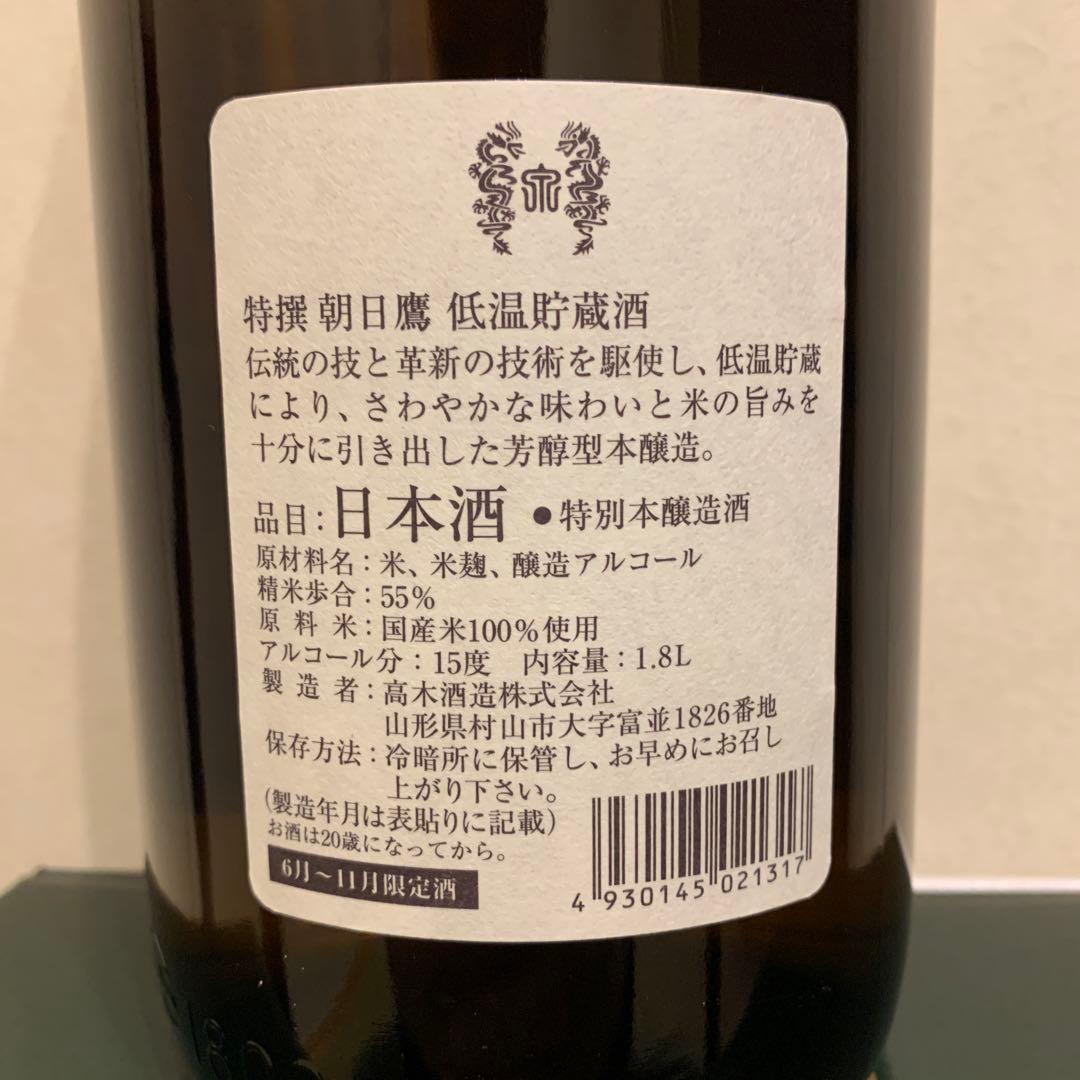 特撰 朝日鷹 低温貯蔵酒
伝統の技と革新の技術を駆使し、低温貯蔵
により、さわやかな味わいと米の旨みを
十分に引き出した芳醇型本醸造。
品目：日本酒 ●特別本醸造酒
原材料名：米、米麹、醸造アルコール
精米歩合：55%
原料米：国産米100%使用
アルコール分：15度 内容量：1.8L
製造者：高木酒造株式会社
山形県村山市大字富並1826番地
保存方法：冷暗所に保管し、お早めにお召し
上がり下さい。
(製造年月は表貼りに記載)
お酒は20歳になってから。
6月～11月限定酒
4 930145 021317